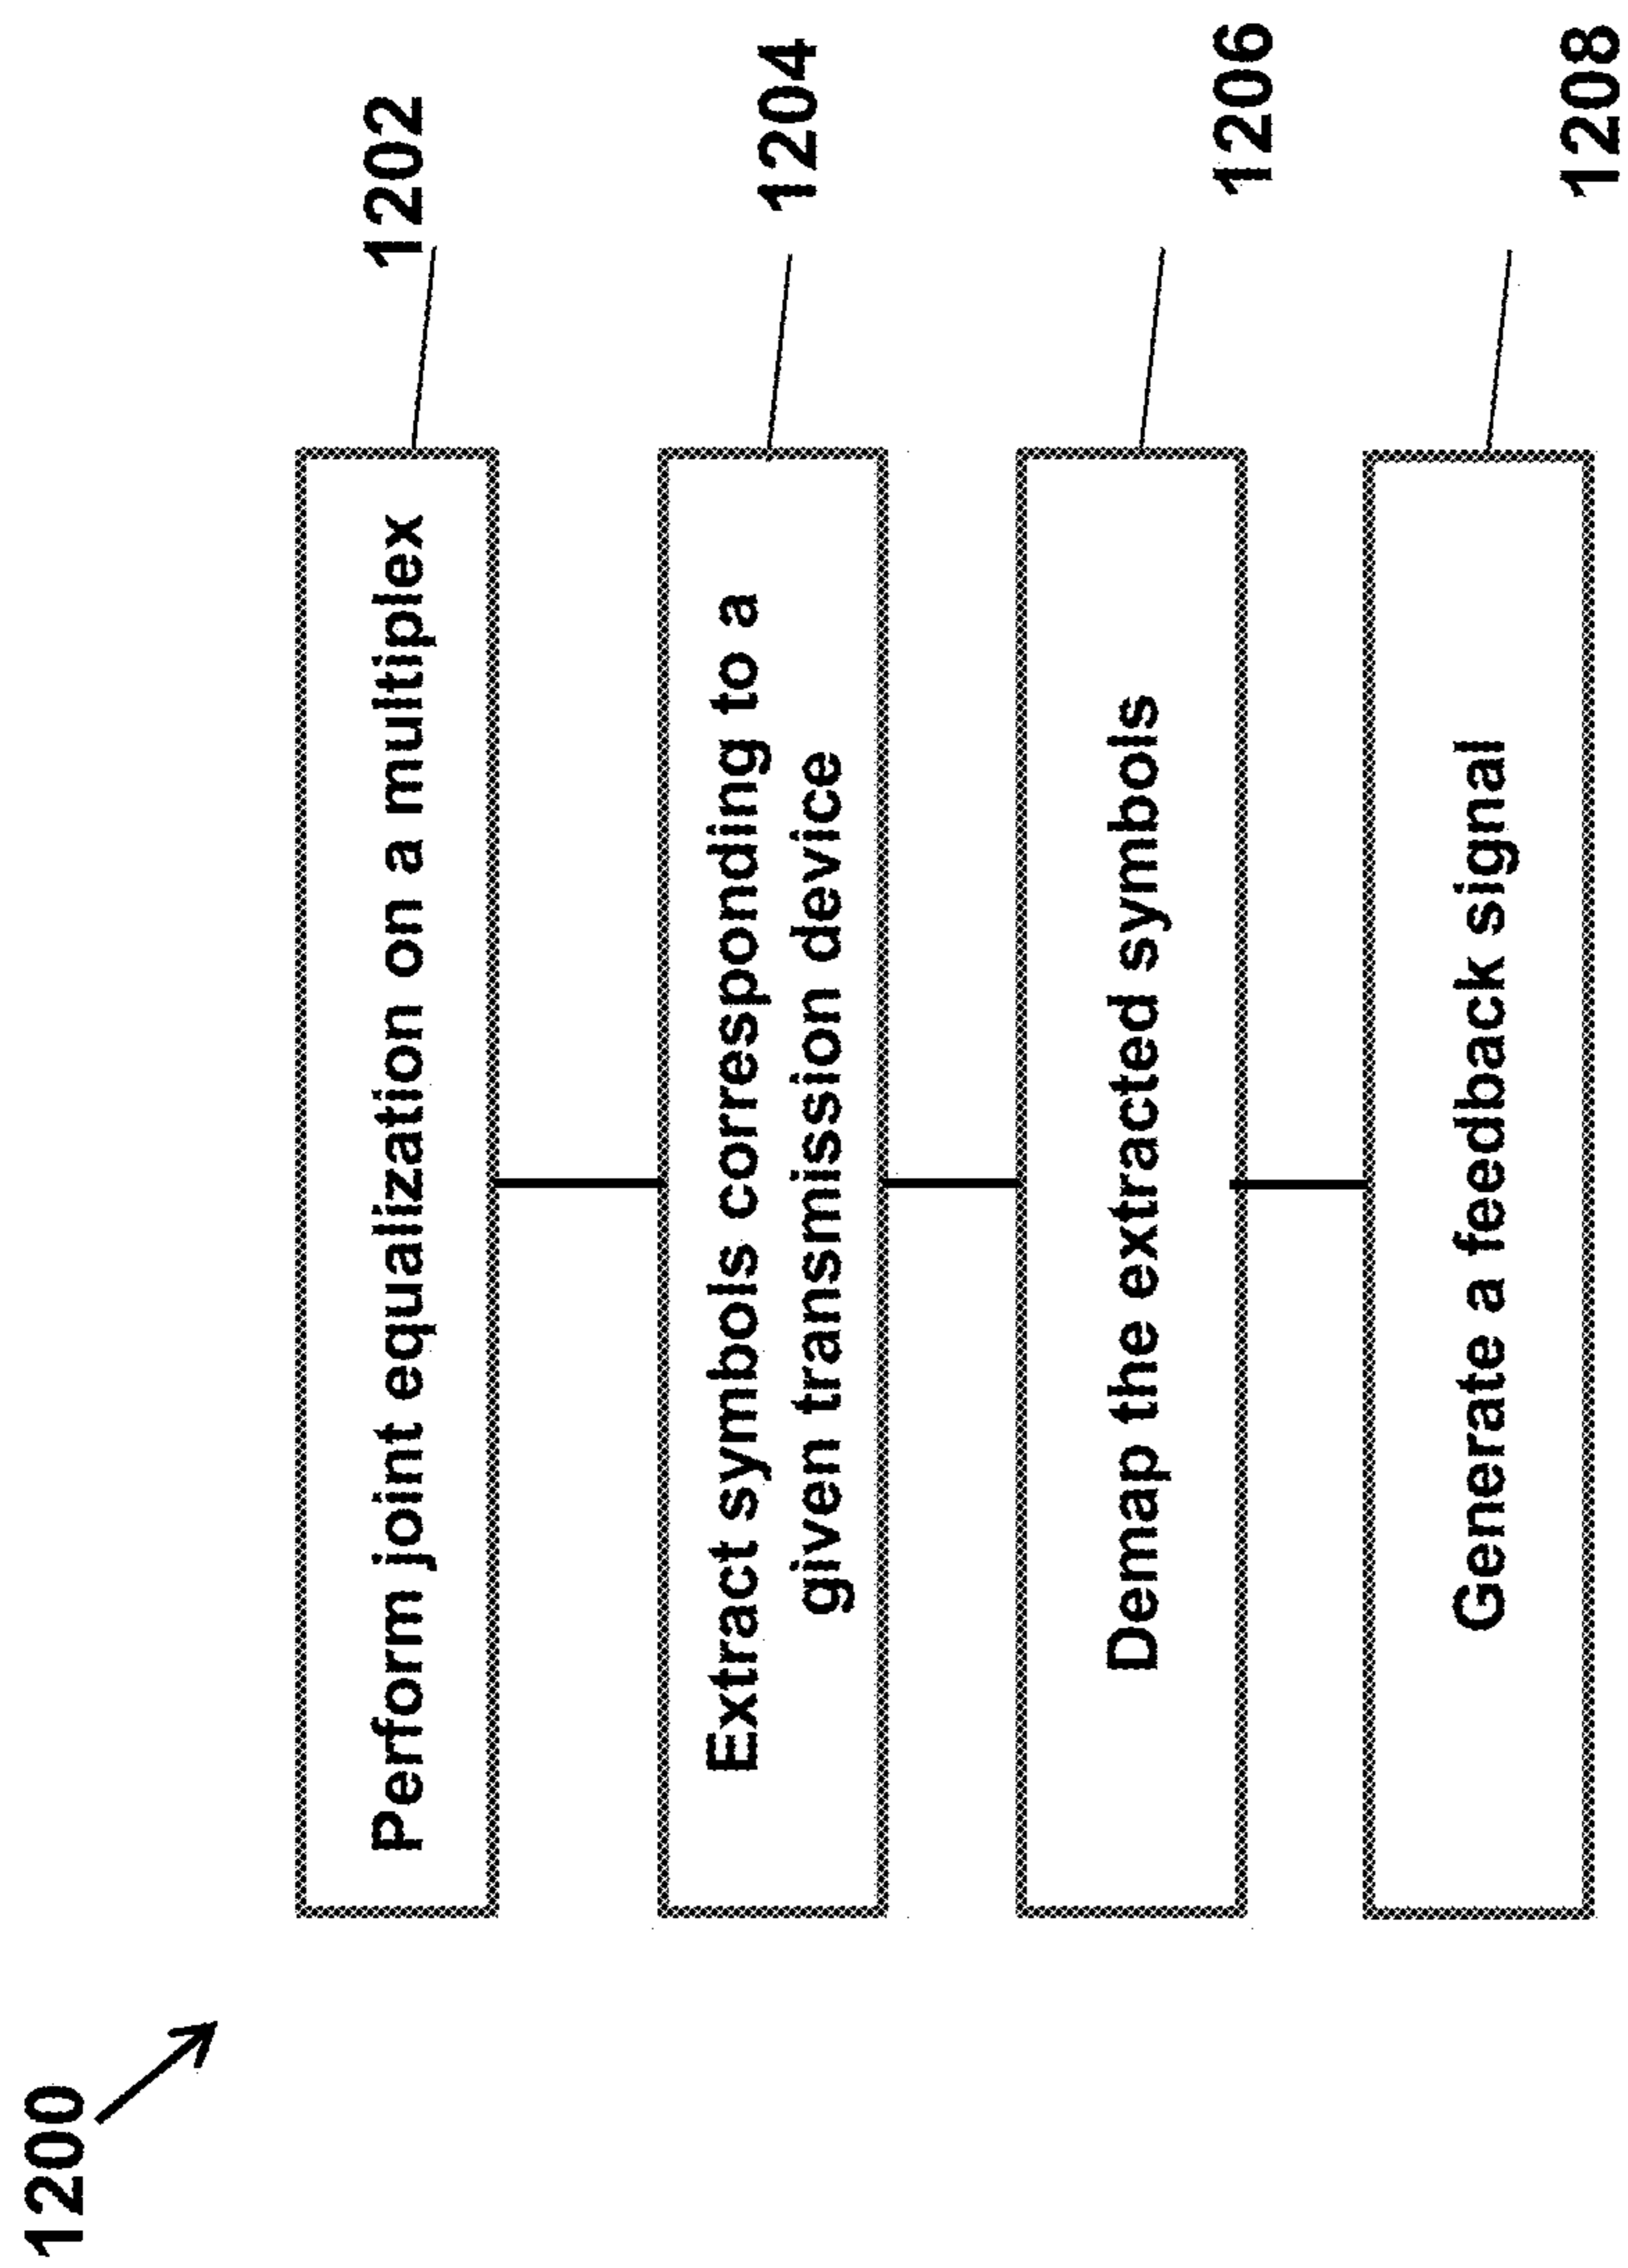 1200
Perform joint equalization on a multiplex
1202
Extract symbols corresponding to a
given transmission device
1204
Demap the extracted symbols
1206
Generate a feedback signal
1208